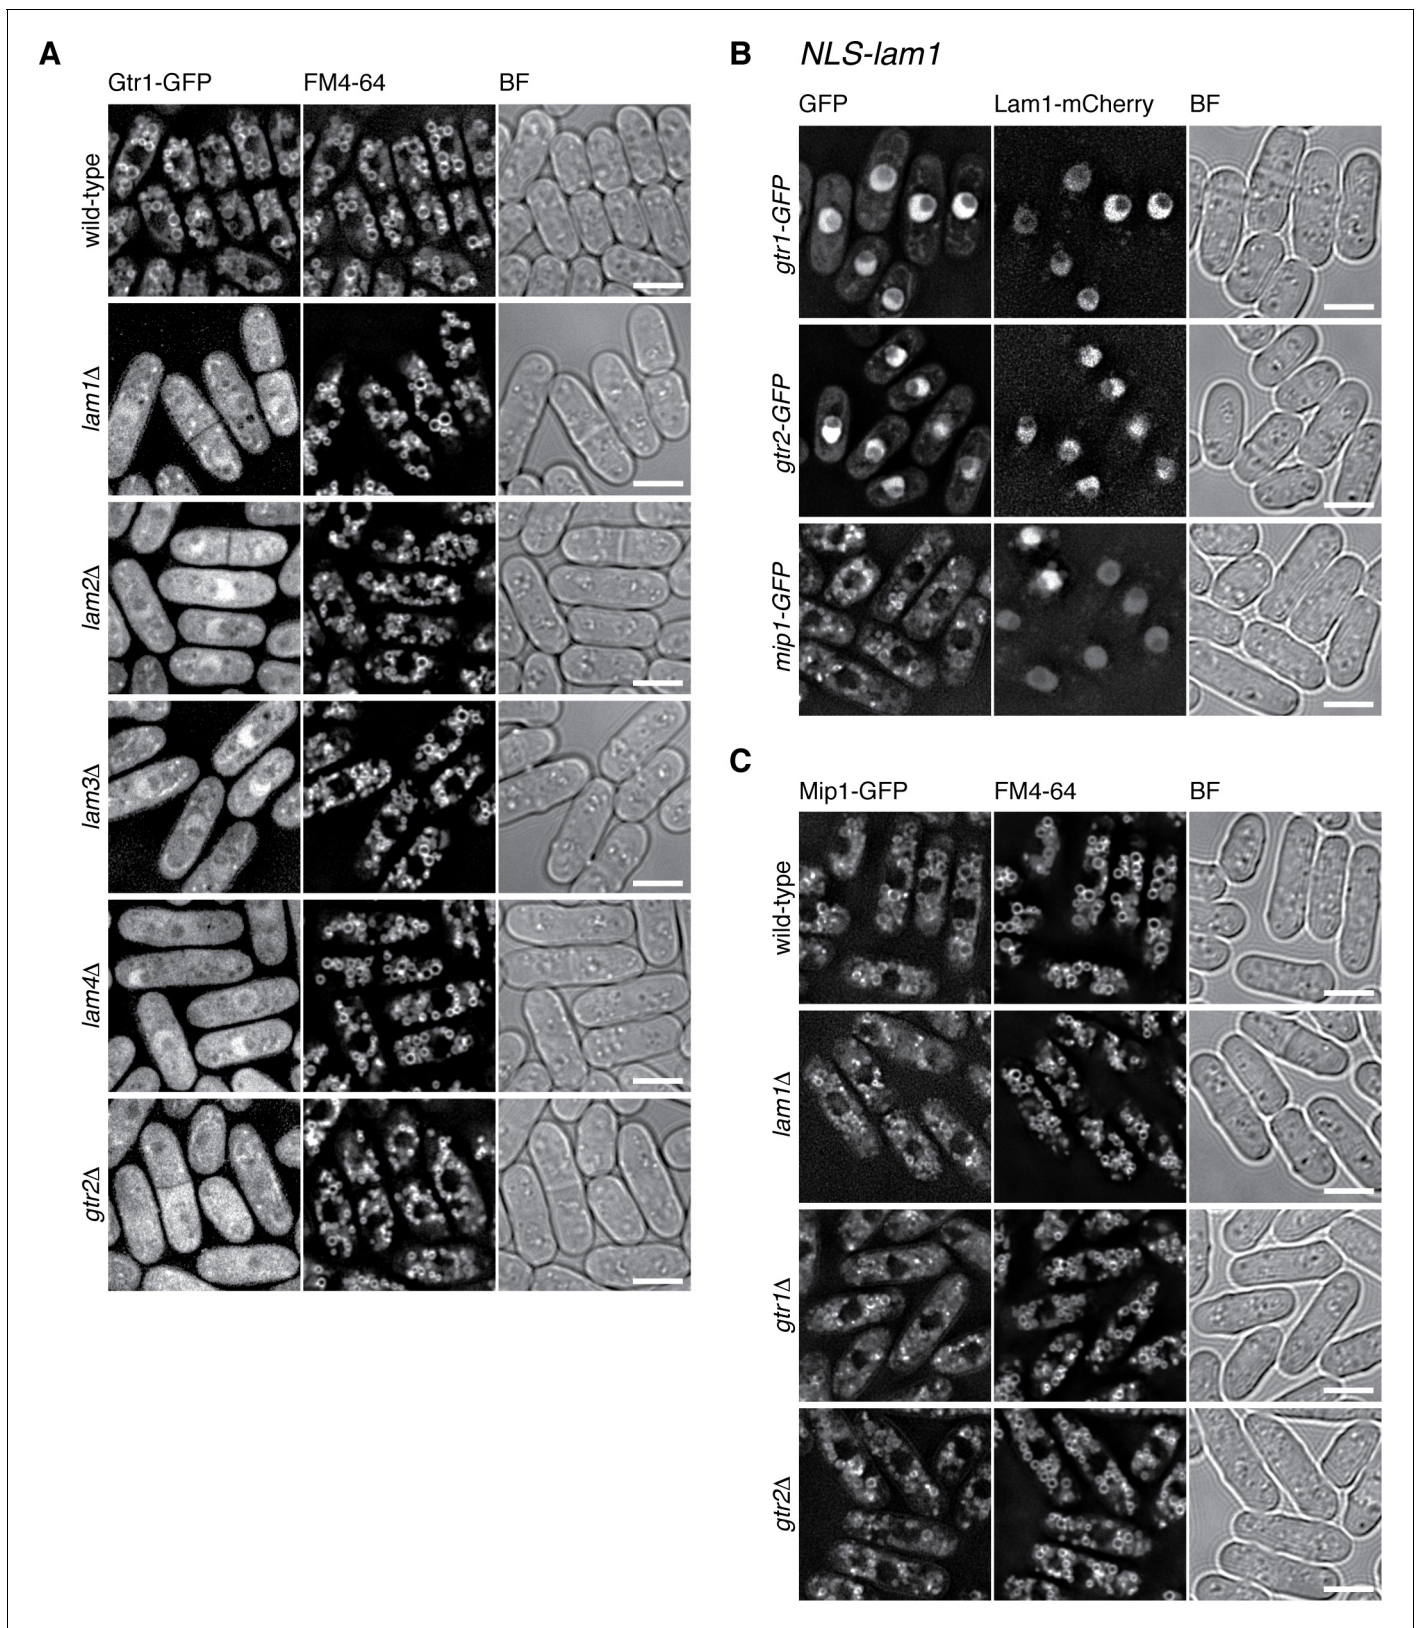 A
Gtr1-GFP FM4-64 BF
wild-type
lam1Δ
lam2Δ
lam3Δ
lam4Δ
gtr2Δ
B NLS-lam1
GFP Lam1-mCherry BF
gtr1-GFP
gtr2-GFP
mip1-GFP
C
Mip1-GFP FM4-64 BF
wild-type
lam1Δ
gtr1Δ
gtr2Δ